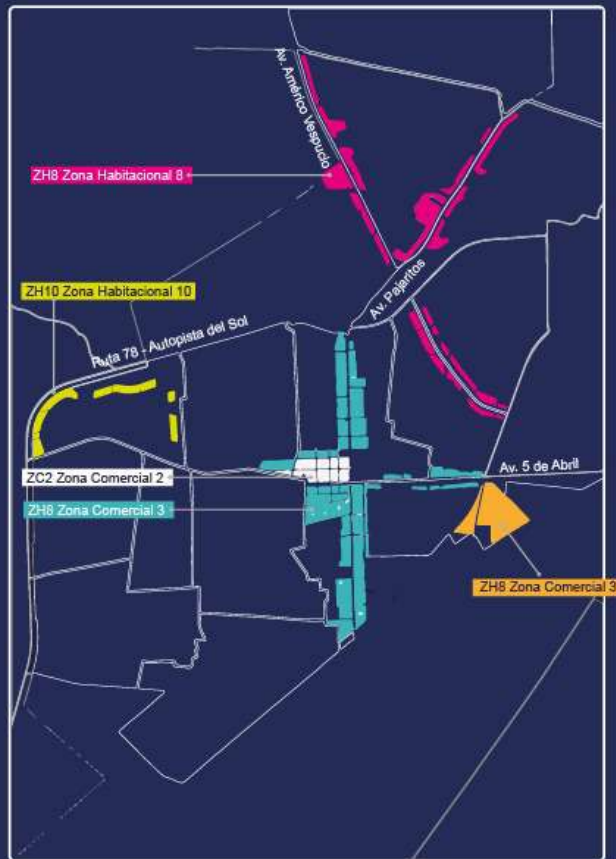 Av. Américo Vespucio
ZH8 Zona Habitacional 8
Av. Pajaritos
ZH10 Zona Habitacional 10
Ruta 78 - Autopista del Sol
Av. 5 de Abril
ZC2 Zona Comercial 2
ZH8 Zona Comercial 3
ZH8 Zona Comercial 3